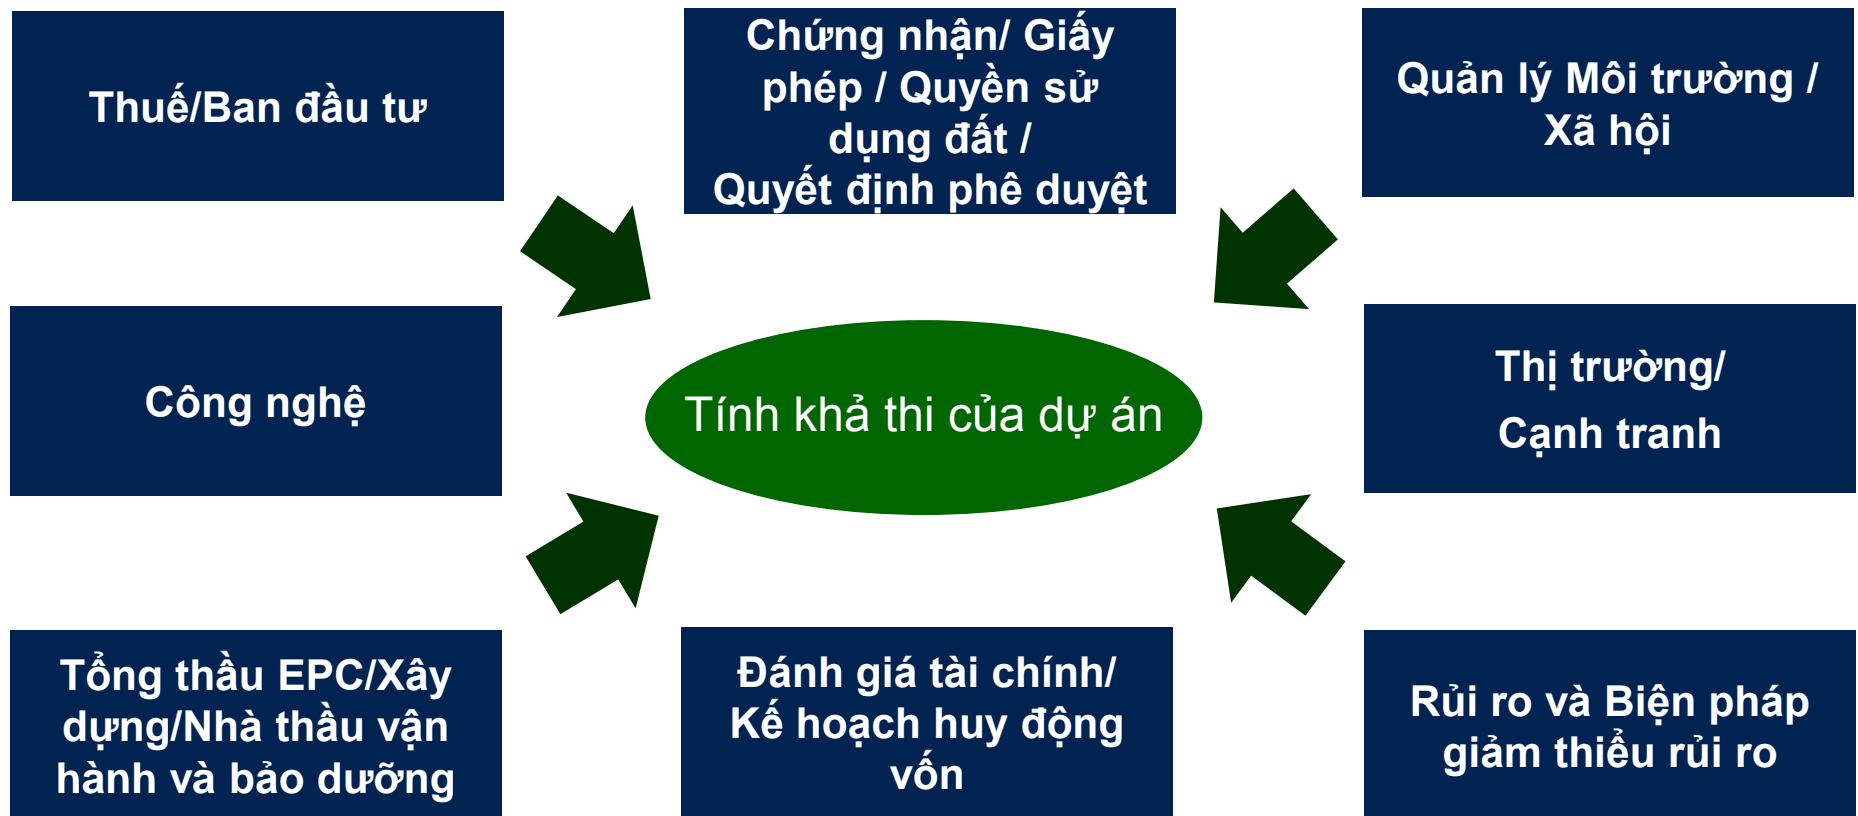 Thuế/Ban đầu tư
Chứng nhận/ Giấy
phép / Quyền sử
dụng đất /
Quyết định phê duyệt
Quản lý Môi trường /
Xã hội
Công nghệ
Tính khả thi của dự án
Thị trường/
Cạnh tranh
Tổng thầu EPC/Xây
dựng/Nhà thầu vận
hành và bảo dưỡng
Đánh giá tài chính/
Kế hoạch huy động
vốn
Rủi ro và Biện pháp
giảm thiểu rủi ro